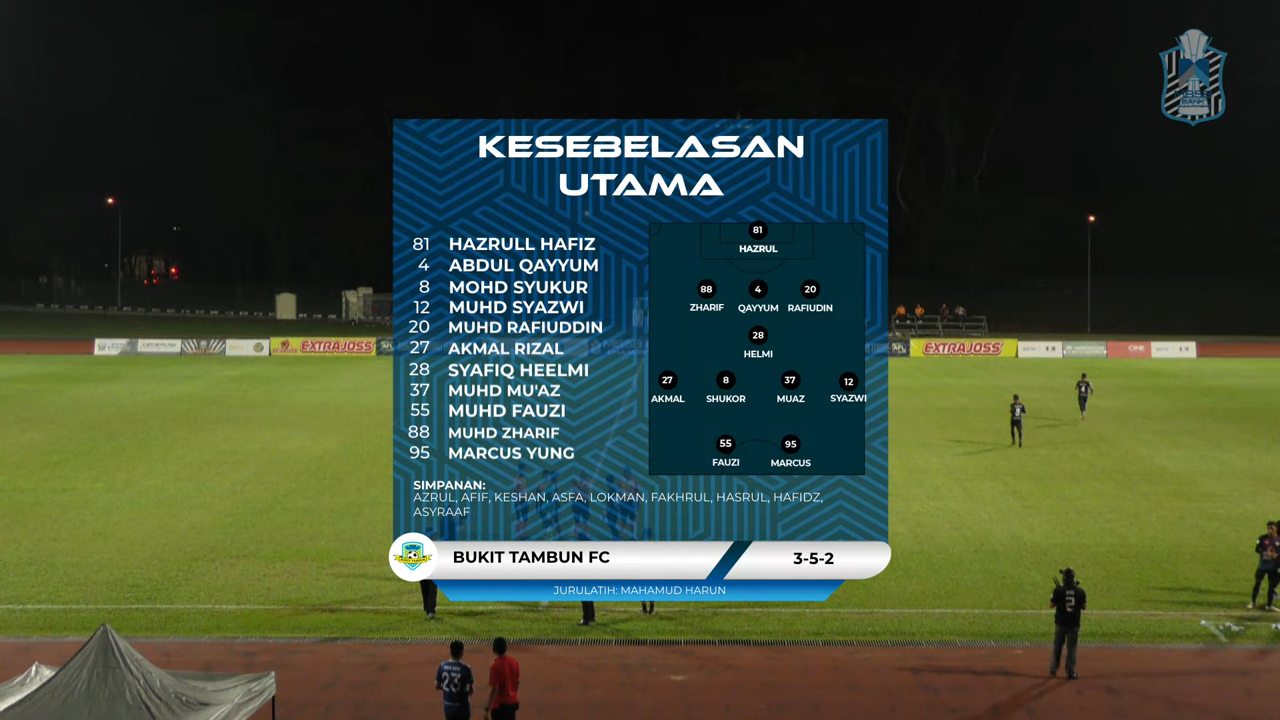 KESEBELASAN
UTAMA
81 HAZRULL HAFIZ
4 ABDUL QAYYUM
8 MOHD SYUKUR
12 MUHD SYAZWI
20 MUHD RAFIUDDIN
27 AKMAL RIZAL
28 SYAFIQ HEELMI
37 MUHD MU'AZ
55 MUHD FAUZI
88 MUHD ZHARIF
95 MARCUS YUNG
81
HAZRUL
88 4 20
ZHARIF QAYYUM RAFIUDIN
28
HELMI
27 8 37 12
AKMAL SHUKOR MUAZ SYAZWI
55 95
FAUZI MARCUS
SIMPANAN:
AZRUL, AFIF, KESHAN, ASFA, LOKMAN, FAKHRUL, HASRUL, HAFIDZ,
ASYRAAF
BUKIT TAMBUN FC 3-5-2
JURULATIH: MAHAMUD HARUN
EXTRAJOSS
EXTRAJOSS
23
2